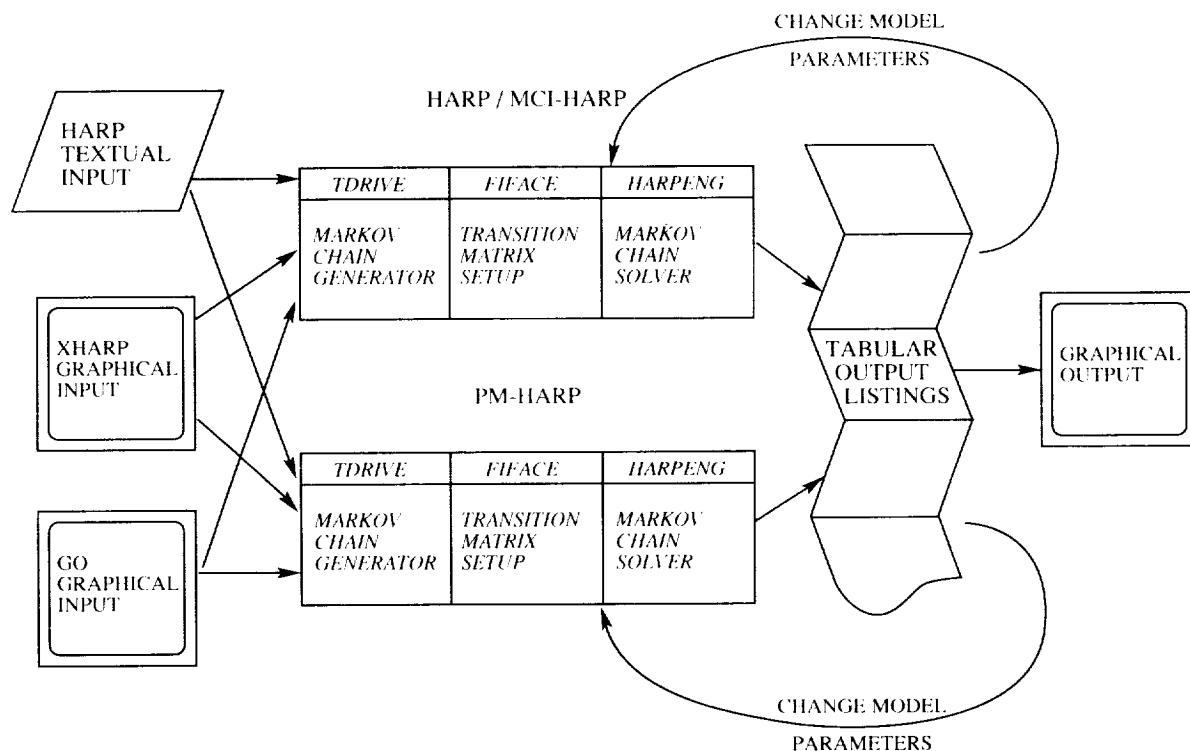 CHANGE MODEL
PARAMETERS
HARP / MCI-HARP
HARP
TEXTUAL
INPUT
TDRIVE
FIFACE
HARPENG
MARKOV
CHAIN
GENERATOR
TRANSITION
MATRIX
SETUP
MARKOV
CHAIN
SOLVER
XHARP
GRAPHICAL
INPUT
TABULAR
OUTPUT
LISTINGS
GRAPHICAL
OUTPUT
PM-HARP
TDRIVE
FIFACE
HARPENG
MARKOV
CHAIN
GENERATOR
TRANSITION
MATRIX
SETUP
MARKOV
CHAIN
SOLVER
GO
GRAPHICAL
INPUT
CHANGE MODEL
PARAMETERS